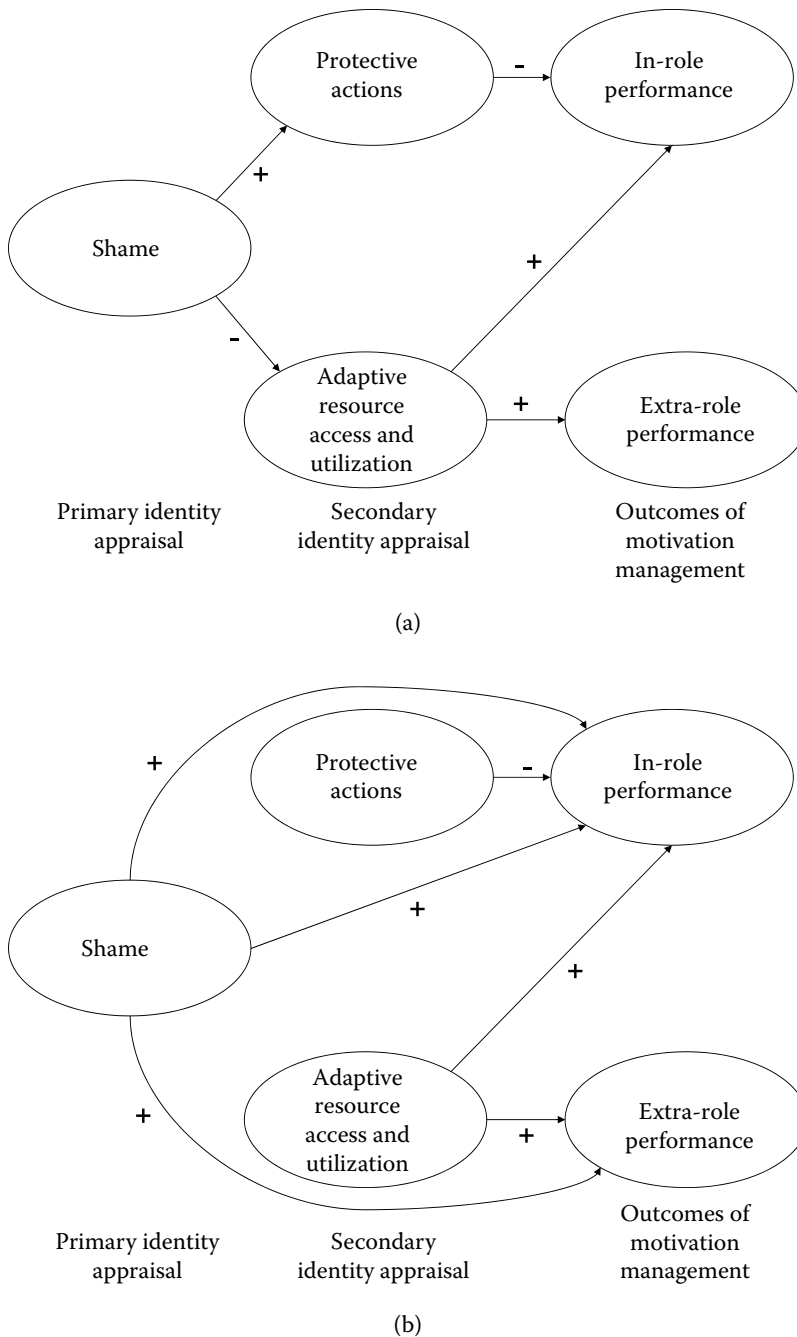 Protective
actions
-
In-role
performance
+
Shame
+
-
Adaptive
resource
access and
utilization
+
Extra-role
performance
Primary identity
appraisal
Secondary
identity appraisal
Outcomes of
motivation
management
(a)
+
Protective
actions
-
In-role
performance
+
Shame
+
+
Adaptive
resource
access and
utilization
+
Extra-role
performance
Primary identity
appraisal
Secondary
identity appraisal
Outcomes of
motivation
management
(b)